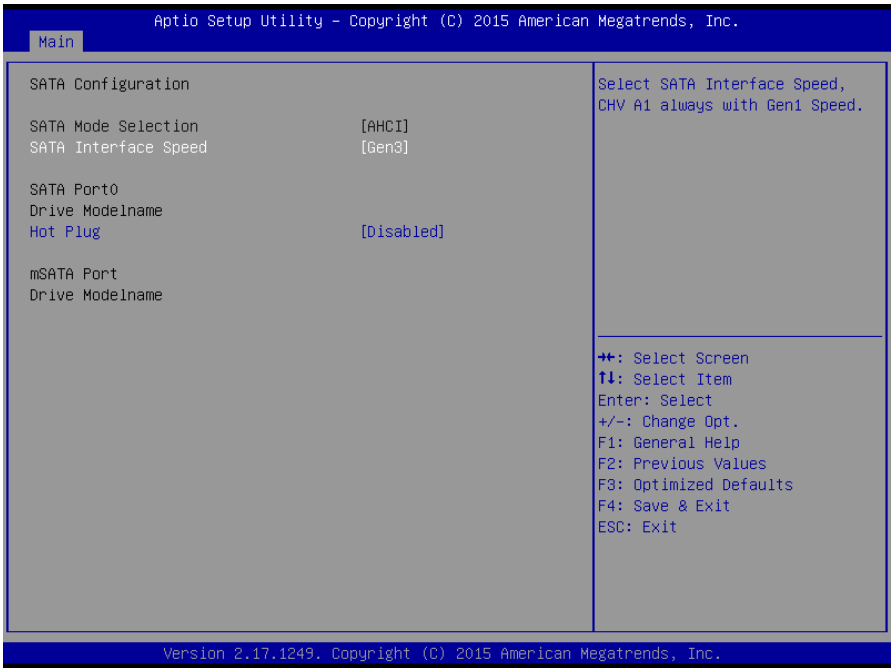 Aptio Setup Utility – Copyright (C) 2015 American Megatrends, Inc.
Main
SATA Configuration
SATA Mode Selection [AHCI]
SATA Interface Speed [Gen3]
SATA Port0
Drive Modelname
Hot Plug [Disabled]
mSATA Port
Drive Modelname
Select SATA Interface Speed,
CHV A1 always with Gen1 Speed.
→←: Select Screen
↑↓: Select Item
Enter: Select
+/-: Change Opt.
F1: General Help
F2: Previous Values
F3: Optimized Defaults
F4: Save & Exit
ESC: Exit
Version 2.17.1249. Copyright (C) 2015 American Megatrends, Inc.